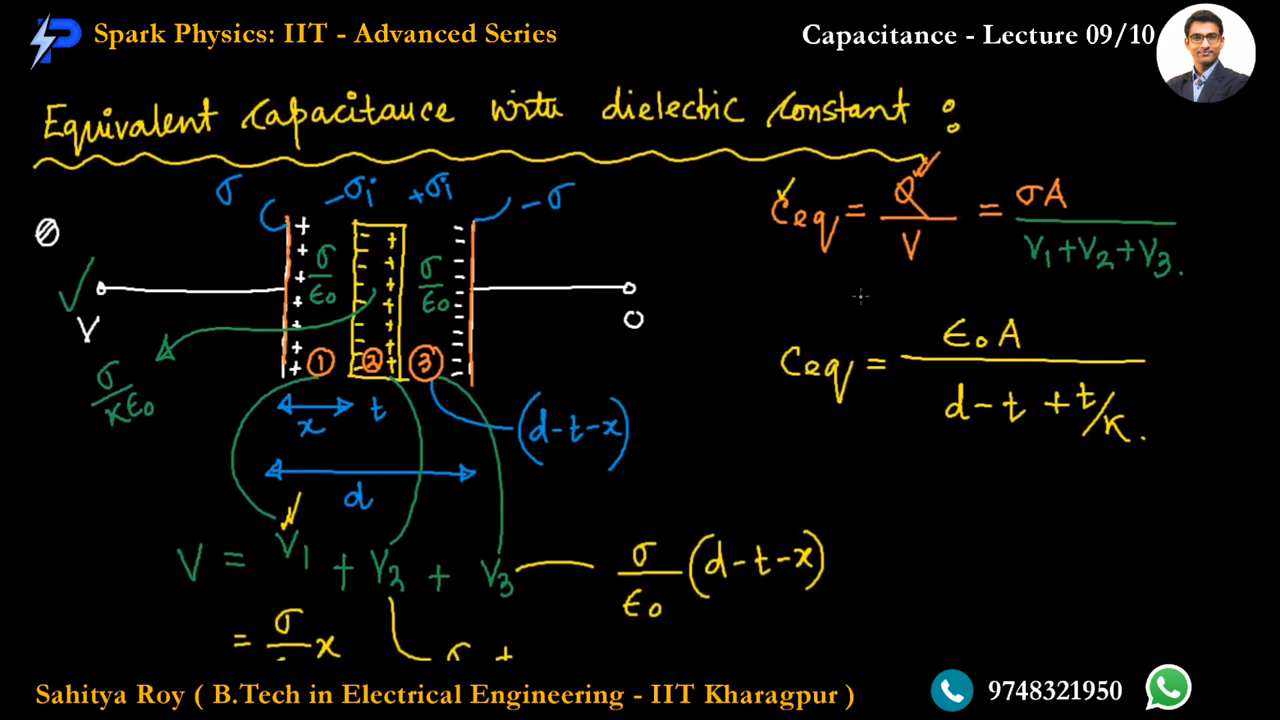 Spark Physics: IIT - Advanced Series
Capacitance - Lecture 09/10
Equivalent capacitance with dielectric constant :
σ -σi +σi -σ
Ceq = Q/V = σA/(V1+V2+V3.)
σ/ε0 σ/ε0
V 0
① ② ③
σ/κε0
x t (d-t-x)
d
Ceq = ε0A/(d-t+t/κ.)
V = V1 + V2 + V3
σ/ε0 (d-t-x)
= σ x
σ t
Sahitya Roy ( B.Tech in Electrical Engineering - IIT Kharagpur )
9748321950